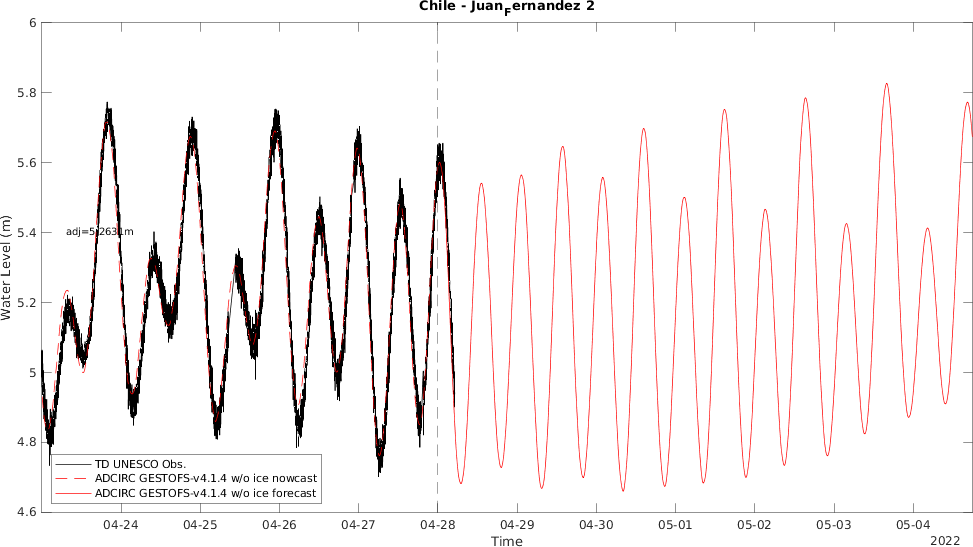 Chile - Juan_Fernandez 2
6
5.8
5.6
5.4
5.2
5
4.8
4.6
Water Level (m)
adj=5.2631m
TD UNESCO Obs.
ADCIRC GESTOFS-v4.1.4 w/o ice nowcast
ADCIRC GESTOFS-v4.1.4 w/o ice forecast
04-24 04-25 04-26 04-27 04-28 04-29 04-30 05-01 05-02 05-03 05-04
Time
2022